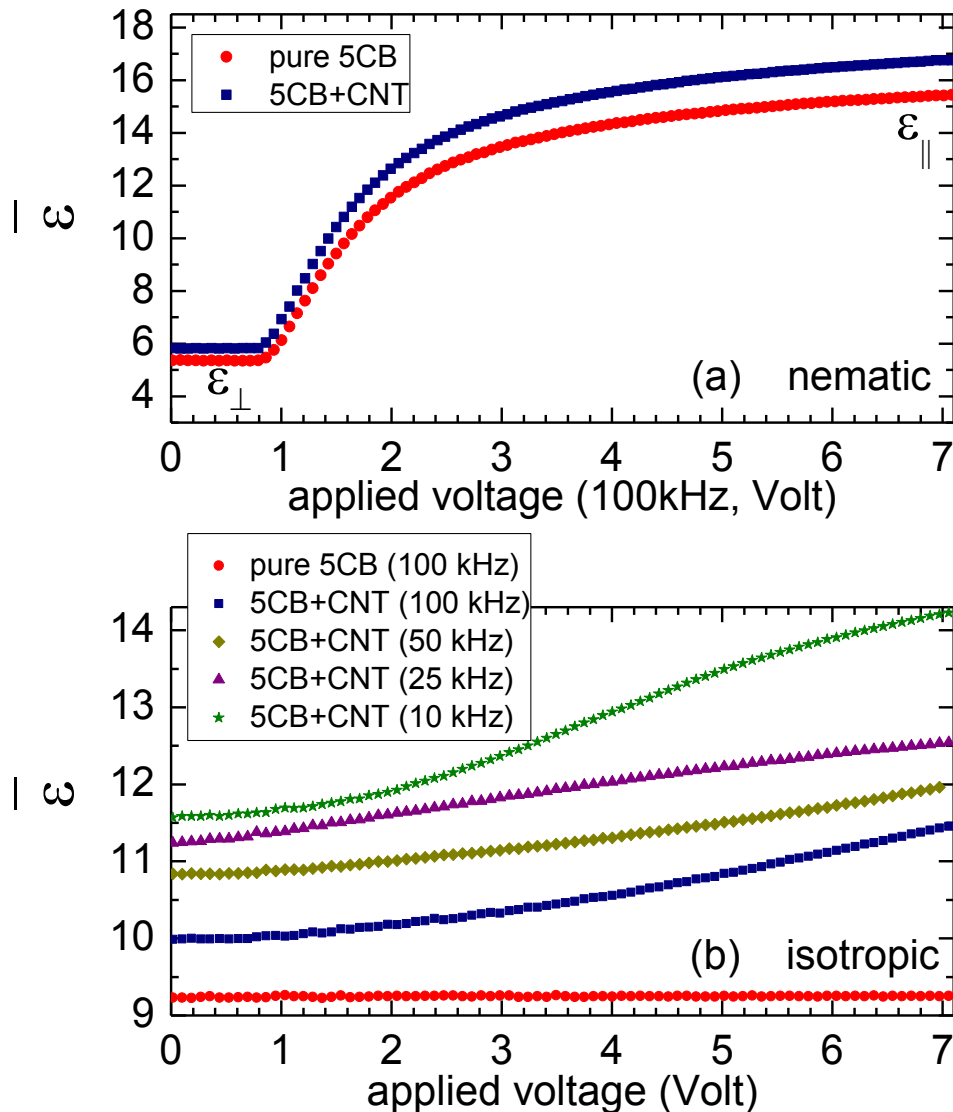 18
16
14
12
10
8
6
4
pure 5CB
5CB+CNT
ε∥
ε̅
ε⊥
(a) nematic
0 1 2 3 4 5 6 7
applied voltage (100kHz, Volt)
pure 5CB (100 kHz)
5CB+CNT (100 kHz)
5CB+CNT (50 kHz)
5CB+CNT (25 kHz)
5CB+CNT (10 kHz)
14
13
12
11
10
9
ε̅
(b) isotropic
0 1 2 3 4 5 6 7
applied voltage (Volt)